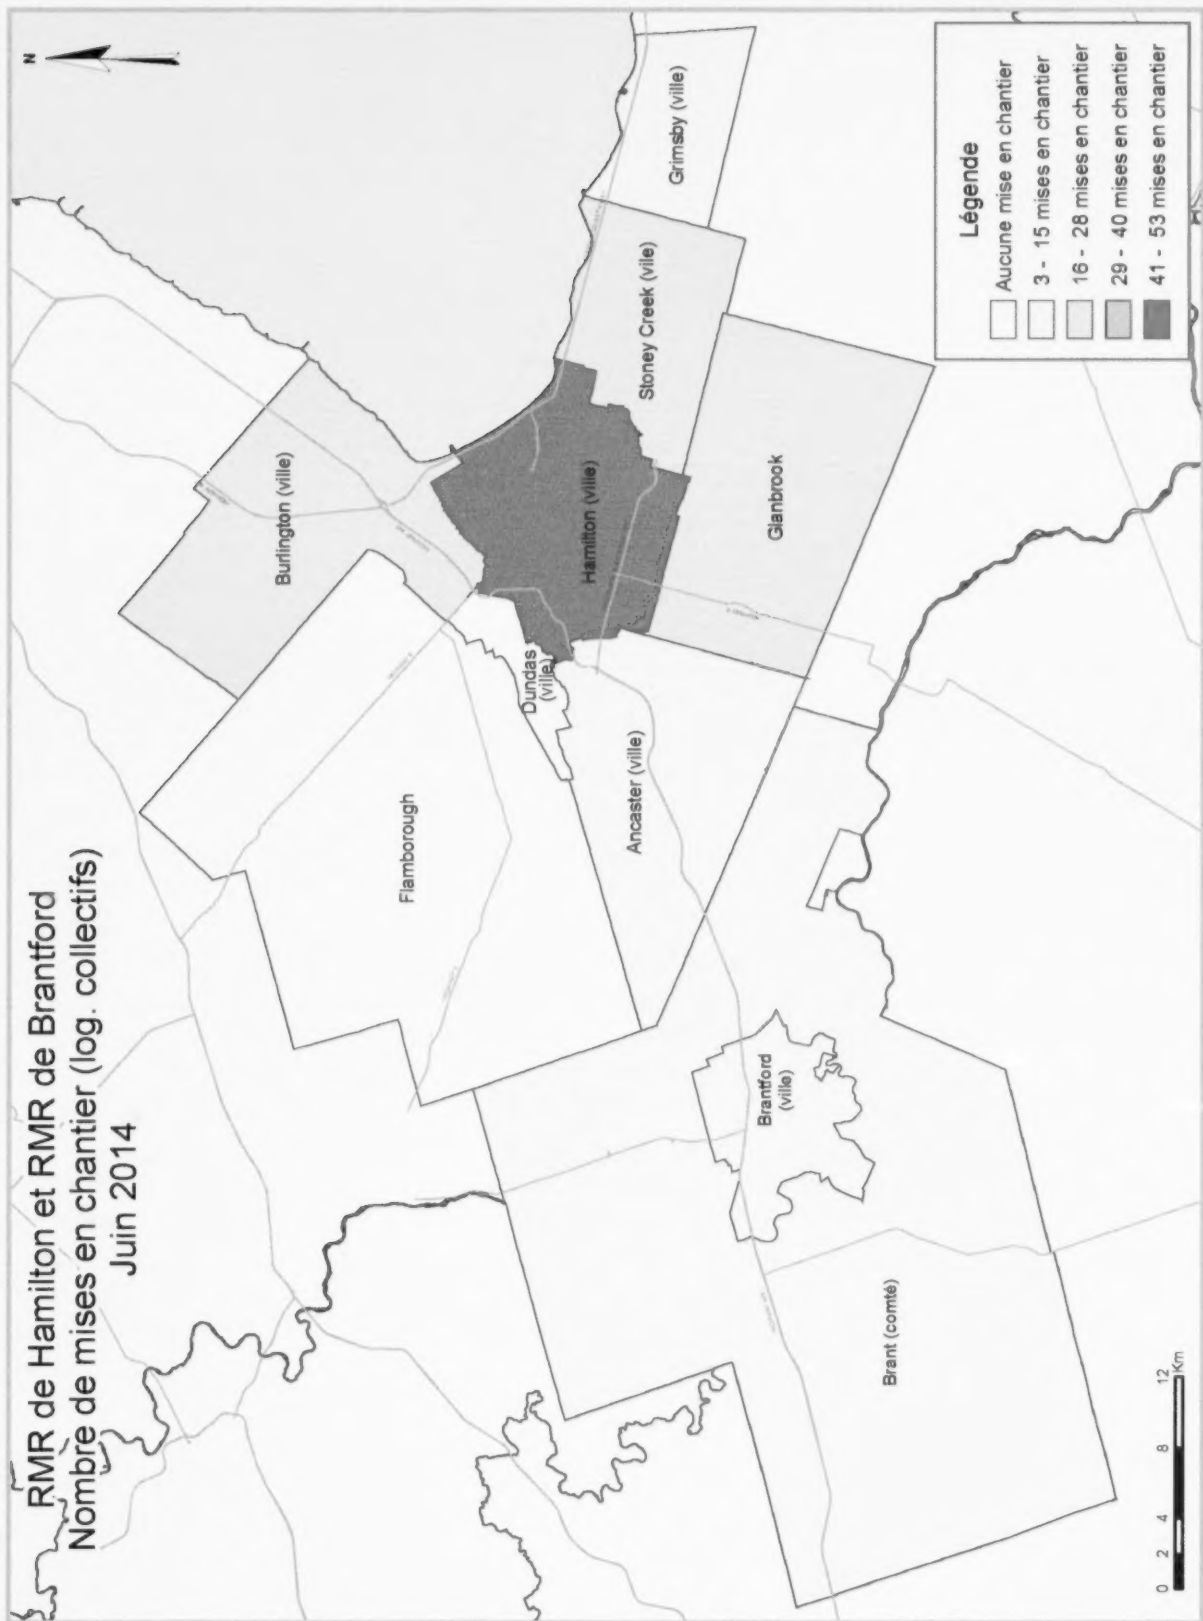 RMR de Hamilton et RMR de Brantford
Nombre de mises en chantier (log. collectifs)
Juin 2014
N
Burlington (ville)
Flamborough
Dundas
(ville)
Hamilton (ville)
Stoney Creek (vile)
Grimsby (ville)
Ancaster (ville)
Glanbrook
Brantford
(ville)
Brant (comté)
Légende
Aucune mise en chantier
3 - 15 mises en chantier
16 - 28 mises en chantier
29 - 40 mises en chantier
41 - 53 mises en chantier
0 2 4 8 12
Km